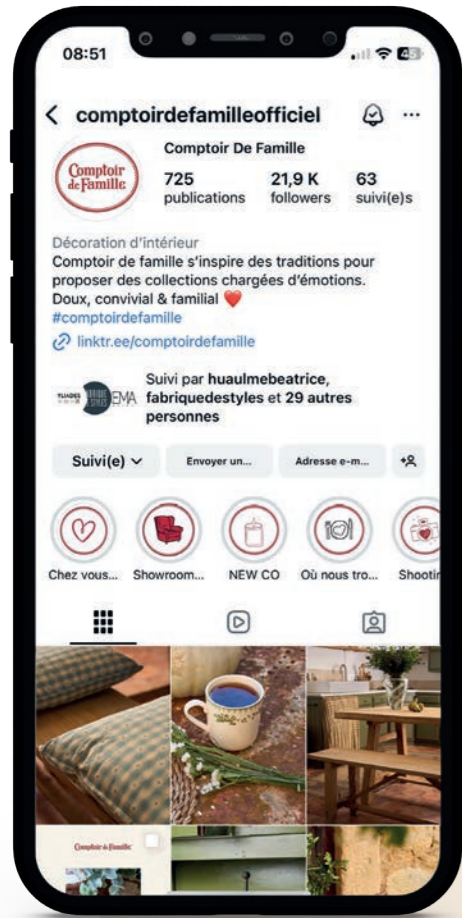 08:51
45
comptoirdefamilleofficiel
Comptoir De Famille
Comptoir
de Famille
725
21,9 K
63
publications
followers
suivi(e)s
Décoration d'intérieur
Comptoir de famille s'inspire des traditions pour
proposer des collections chargées d'émotions.
Doux, convivial & familial ❤️
#comptoirdefamille
linktr.ee/comptoirdefamille
EMA
Suivi par huaulmebeatrice,
fabriquedestyles et 29 autres
personnes
Suivi(e)
Envoyer un...
Adresse e-m...
Chez vous...
Showroom...
NEW CO
Où nous tro...
Shootin
Comptoir de Famille